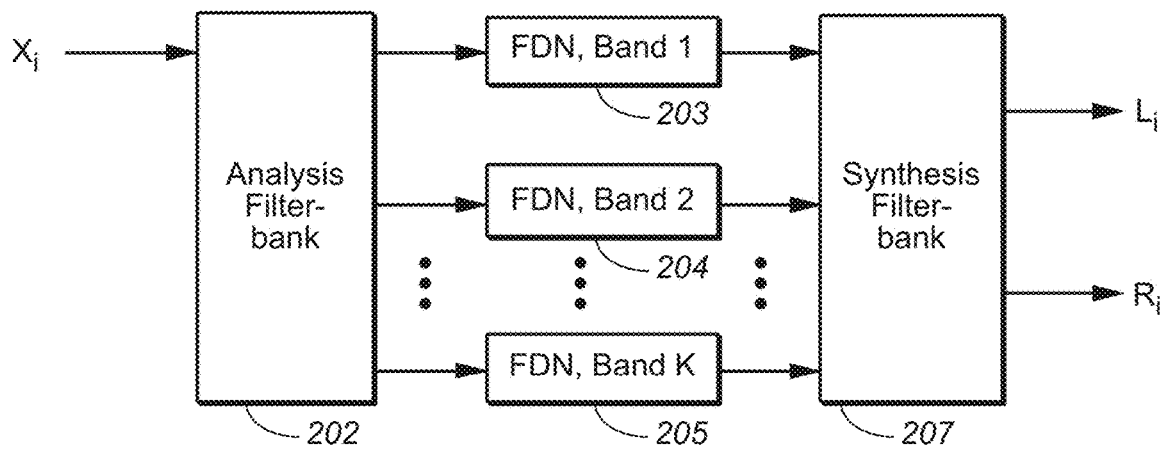 Xi
Analysis
Filter-
bank
202
FDN, Band 1
203
FDN, Band 2
204
FDN, Band K
205
Synthesis
Filter-
bank
207
Li
Ri